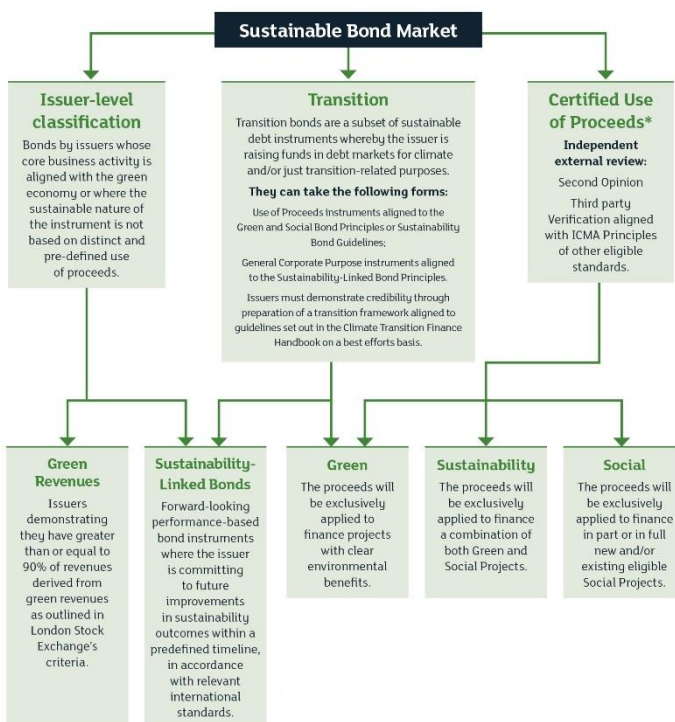 Sustainable Bond Market
Issuer-level
classification
Bonds by issuers whose
core business activity is
aligned with the green
economy or where the
sustainable nature of
the instrument is not
based on distinct and
pre-defined use
of proceeds.
Transition
Transition bonds are a subset of sustainable
debt instruments whereby the issuer is
raising funds in debt markets for climate
and/or just transition-related purposes.
They can take the following forms:
Use of Proceeds instruments aligned to the
Green and Social Bond Principles or Sustainability
Bond Guidelines;
General Corporate Purpose instruments aligned
to the Sustainability-Linked Bond Principles.
Issuers must demonstrate credibility through
preparation of a transition framework aligned to
guidelines set out in the Climate Transition Finance
Handbook on a best efforts basis.
Certified Use
of Proceeds*
Independent
external review:
Second Opinion
Third party
Verification aligned
with ICMA Principles
of other eligible
standards.
Green
Revenues
Issuers
demonstrating
they have greater
than or equal to
90% of revenues
derived from
green revenues
as outlined in
London Stock
Exchange's
criteria.
Sustainability-
Linked Bonds
Forward-looking
performance-based
bond instruments
where the issuer
is committing
to future
improvements
in sustainability
outcomes within a
predefined timeline,
in accordance
with relevant
international
standards.
Green
The proceeds will
be exclusively
applied to
finance projects
with clear
environmental
benefits.
Sustainability
The proceeds will
be exclusively
applied to finance
a combination of
both Green and
Social Projects.
Social
The proceeds will
be exclusively
applied to finance
in part or in full
new and/or
existing eligible
Social Projects.